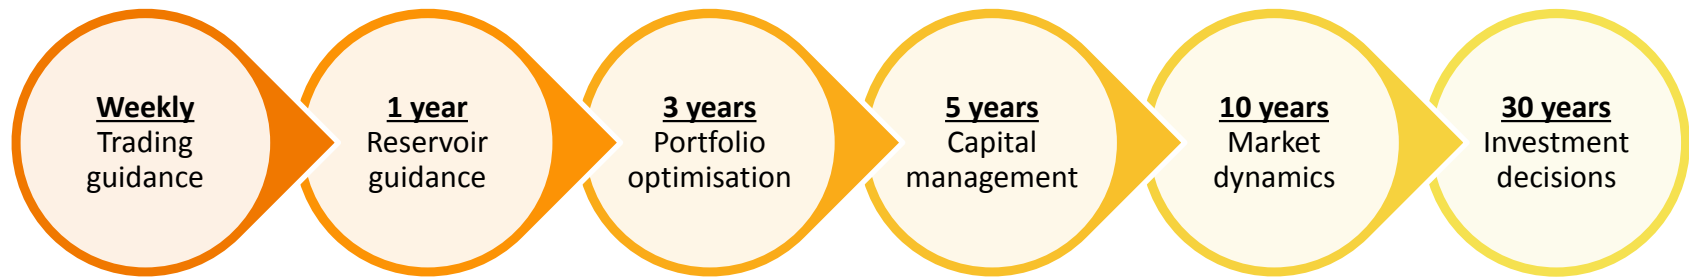 Weekly
Trading
guidance
1 year
Reservoir
guidance
3 years
Portfolio
optimisation
5 years
Capital
management
10 years
Market
dynamics
30 years
Investment
decisions